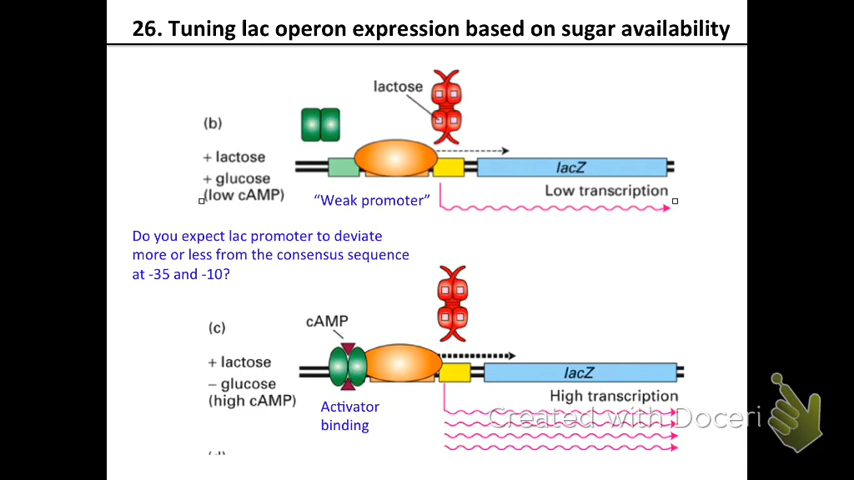 26. Tuning lac operon expression based on sugar availability
lactose
(b)
+ lactose
+ glucose
(low cAMP)
lacZ
Low transcription
"Weak promoter"
Do you expect lac promoter to deviate
more or less from the consensus sequence
at -35 and -10?
cAMP
(c)
+ lactose
– glucose
(high cAMP)
lacZ
High transcription
Activator
binding
Created with Doceri